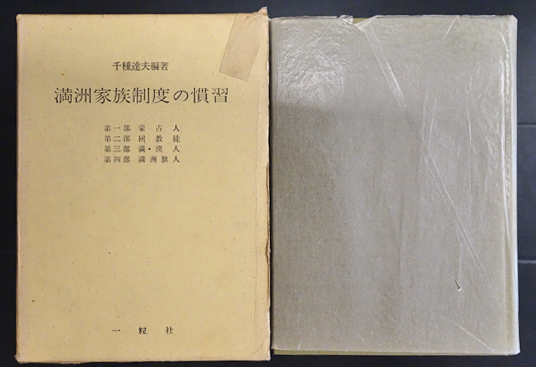 千種達夫編著
満洲家族制度の慣習
第一部 蒙古人
第二部 回教徒
第三部 満・漢人
第四部 満洲旗人
一粒社